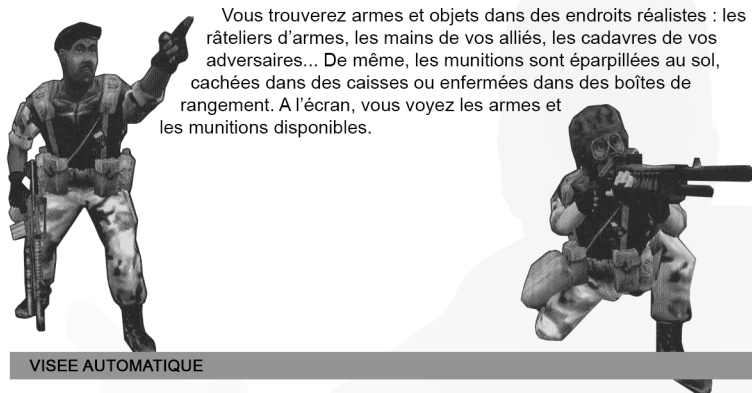 Vous trouverez armes et objets dans des endroits réalistes : les
râteliers d'armes, les mains de vos alliés, les cadavres de vos
adversaires... De même, les munitions sont éparpillées au sol,
cachées dans des caisses ou enfermées dans des boîtes de
rangement. A l'écran, vous voyez les armes et
les munitions disponibles.
VISEE AUTOMATIQUE